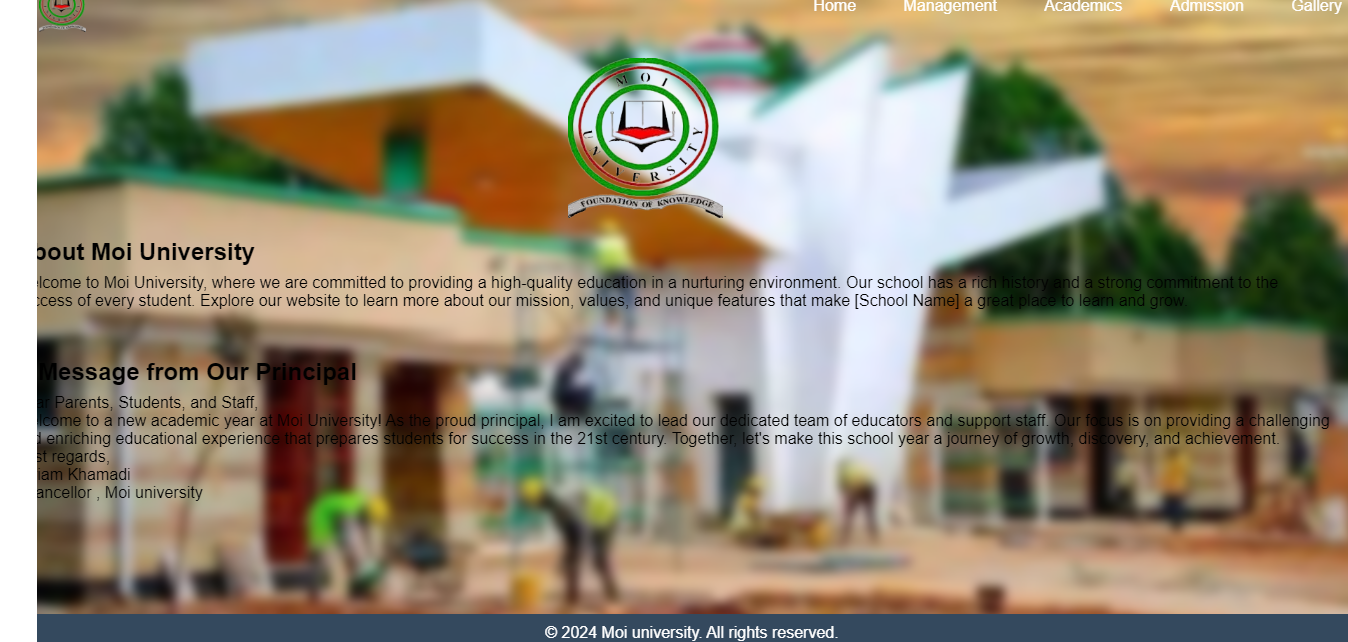 Home Management Academics Admission Gallery
MOI
UNIVERSITY
FOUNDATION OF KNOWLEDGE
bout Moi University
elcome to Moi University, where we are committed to providing a high-quality education in a nurturing environment. Our school has a rich history and a strong commitment to the
ccess of every student. Explore our website to learn more about our mission, values, and unique features that make [School Name] a great place to learn and grow.
Message from Our Principal
ar Parents, Students, and Staff,
lcome to a new academic year at Moi University! As the proud principal, I am excited to lead our dedicated team of educators and support staff. Our focus is on providing a challenging
d enriching educational experience that prepares students for success in the 21st century. Together, let's make this school year a journey of growth, discovery, and achievement.
st regards,
iam Khamadi
ancellor , Moi university
© 2024 Moi university. All rights reserved.